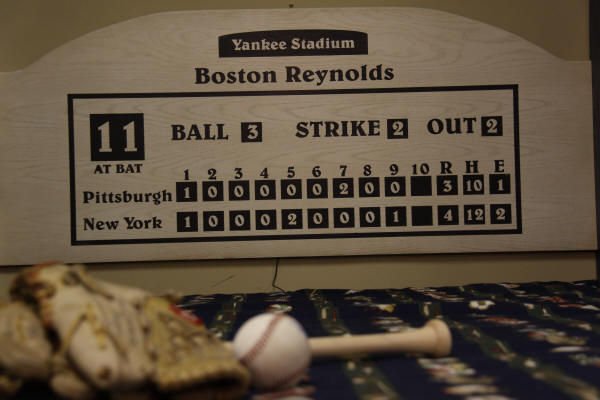 Yankee Stadium
Boston Reynolds
11 BALL 3 STRIKE 2 OUT 2
AT BAT
1 2 3 4 5 6 7 8 9 10 R H E
Pittsburgh 1 0 0 0 0 0 2 0 0 3 10 1
New York 1 0 0 0 2 0 0 0 1 4 12 2